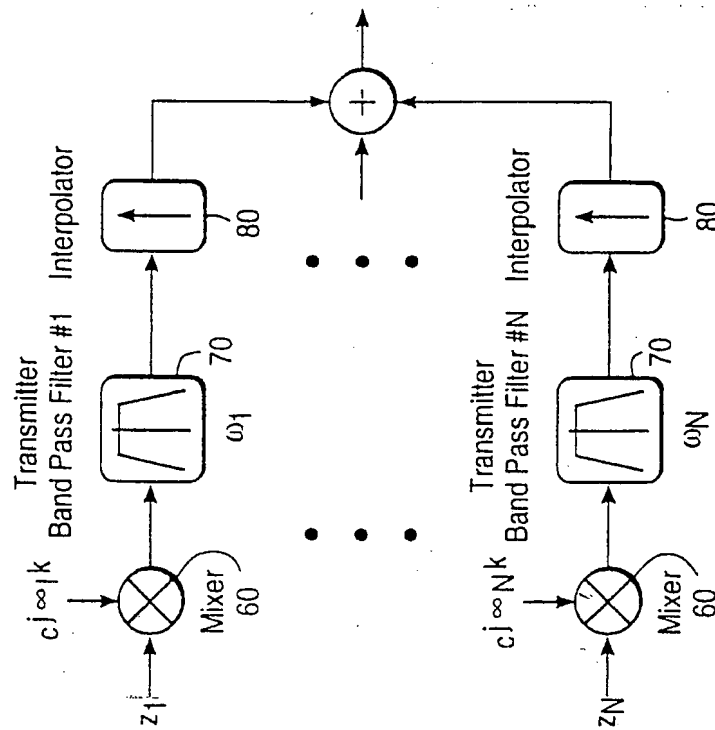 z1
c^j∞1^k
Mixer
60
Transmitter
Band Pass Filter #1
70
ω1
Interpolator
80
+
zN
c^j∞N^k
Mixer
60
Transmitter
Band Pass Filter #N
70
ωN
Interpolator
80